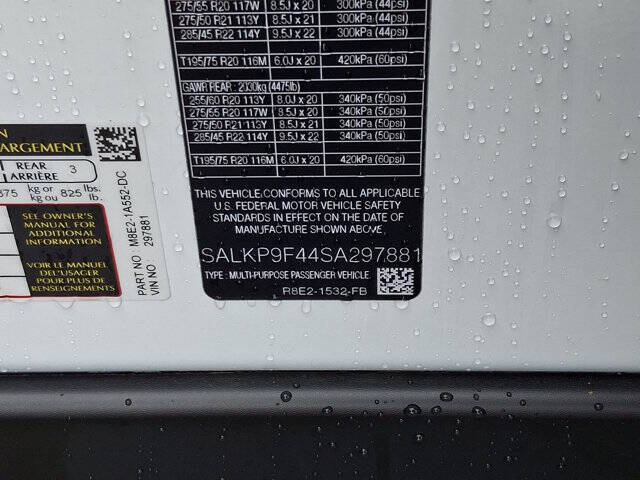 275/55 R20 117W 8.5J x 20 300kPa (44psi)
275/50 R21 113Y 8.5J x 21 300kPa (44psi)
285/45 R22 114Y 9.5J x 22 300kPa (44psi)
T195/75 R20 116M 6.0J x 20 420kPa (60psi)
GAWR REAR : 2030kg (4475lb)
255/60 R20 113Y 8.0J x 20 340kPa (50psi)
275/55 R20 117W 8.5J x 20 340kPa (50psi)
275/50 R21 113Y 8.5J x 21 340kPa (50psi)
285/45 R22 114Y 9.5J x 22 340kPa (50psi)
T195/75 R20 116M 6.0J x 20 420kPa (60psi)
THIS VEHICLE CONFORMS TO ALL APPLICABLE
U.S. FEDERAL MOTOR VEHICLE SAFETY
STANDARDS IN EFFECT ON THE DATE OF
MANUFACTURE SHOWN ABOVE.
SALKP9F44SA297881
TYPE : MULTI-PURPOSE PASSENGER VEHICLE.
R8E2-1532-FB
ARGEMENT
REAR 3
ARRIÈRE
375 kg or 825 lbs.
kg ou lb.
SEE OWNER'S
MANUAL FOR
ADDITIONAL
INFORMATION
VOIR LE MANUEL
DEL'USAGER
POUR PLUS DE
RENSEIGNEMENTS
PART NO M8E2-1A552-DC
VIN NO 297881